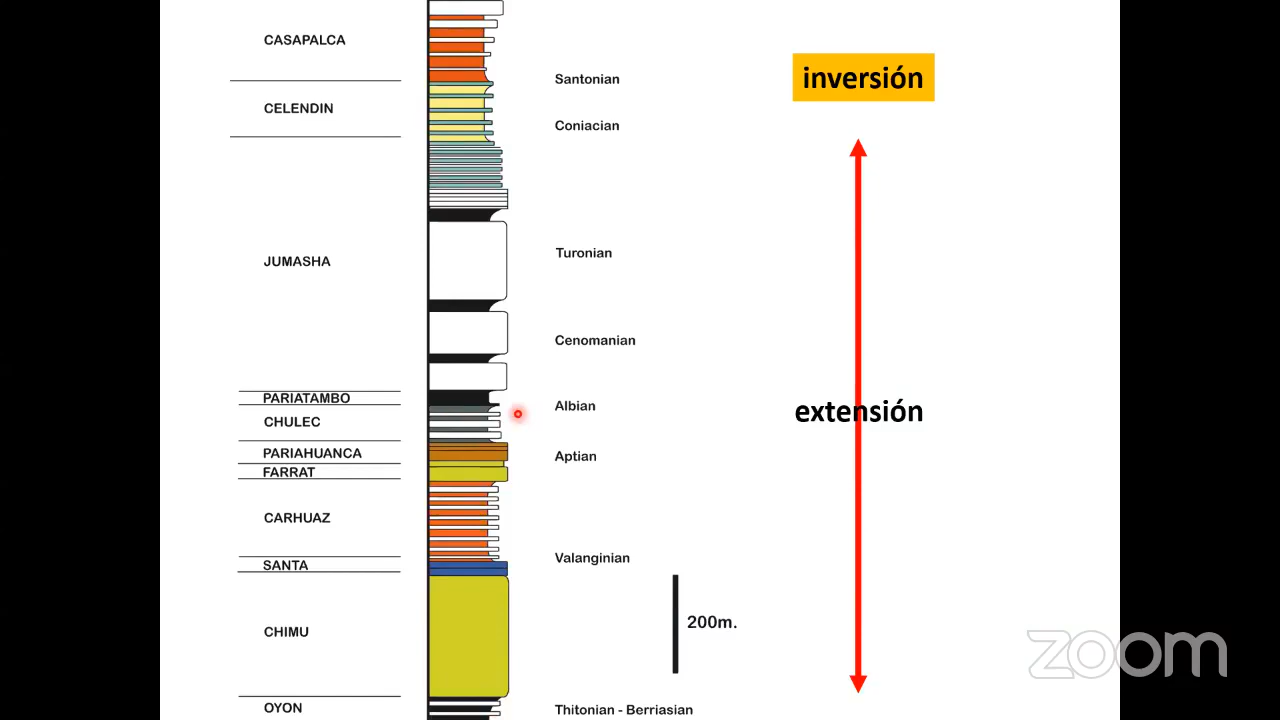 CASAPALCA
CELENDIN
JUMASHA
PARIATAMBO
CHULEC
PARIAHUANCA
FARRAT
CARHUAZ
SANTA
CHIMU
OYON
Santonian
Coniacian
Turonian
Cenomanian
Albian
Aptian
Valanginian
Thitonian - Berriasian
200m.
inversión
extensión
zoom